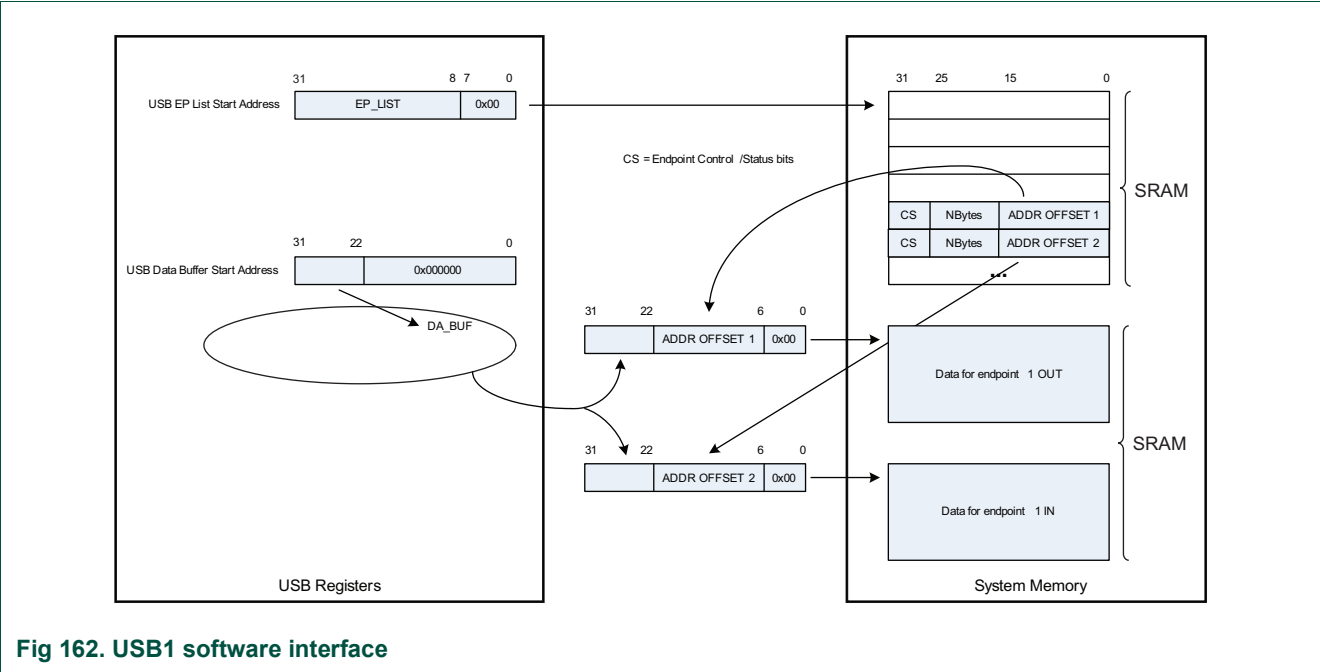 31 8 7 0
USB EP List Start Address EP_LIST 0x00
CS = Endpoint Control /Status bits
31 25 15 0
SRAM
CS NBytes ADDR OFFSET 1
CS NBytes ADDR OFFSET 2
...
31 22 0
USB Data Buffer Start Address 0x000000
DA_BUF
31 22 6 0
ADDR OFFSET 1 0x00
Data for endpoint 1 OUT
SRAM
31 22 6 0
ADDR OFFSET 2 0x00
Data for endpoint 1 IN
USB Registers
System Memory
Fig 162. USB1 software interface